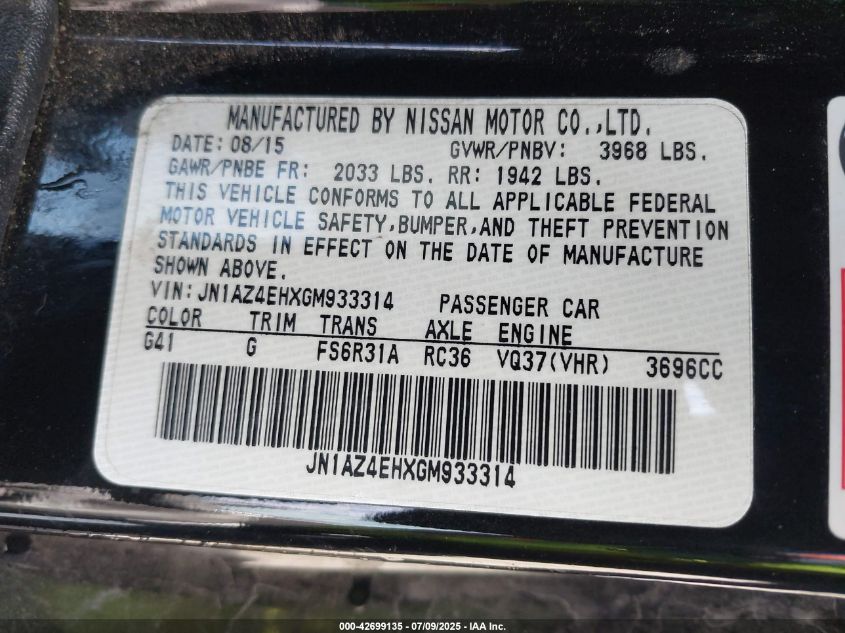 MANUFACTURED BY NISSAN MOTOR CO.,LTD.
DATE: 08/15 GVWR/PNBV: 3968 LBS.
GAWR/PNBE FR: 2033 LBS. RR: 1942 LBS.
THIS VEHICLE CONFORMS TO ALL APPLICABLE FEDERAL
MOTOR VEHICLE SAFETY,BUMPER,AND THEFT PREVENTION
STANDARDS IN EFFECT ON THE DATE OF MANUFACTURE
SHOWN ABOVE.
VIN: JN1AZ4EHXGM933314 PASSENGER CAR
COLOR TRIM TRANS AXLE ENGINE
G41 G FS6R31A RC36 VQ37(VHR) 3696CC
JN1AZ4EHXGM933314
000-42699135 - 07/09/2025 - IAA Inc.